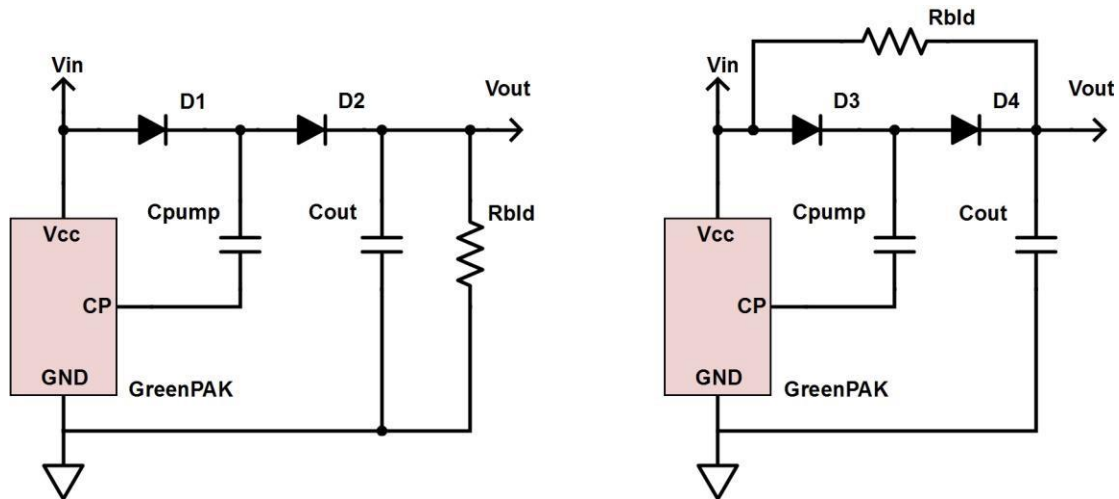 Vin
D1
D2
Vout
Cpump
Cout
Rbld
Vcc
CP
GND
GreenPAK
Rbld
Vin
D3
D4
Vout
Cpump
Cout
Vcc
CP
GND
GreenPAK